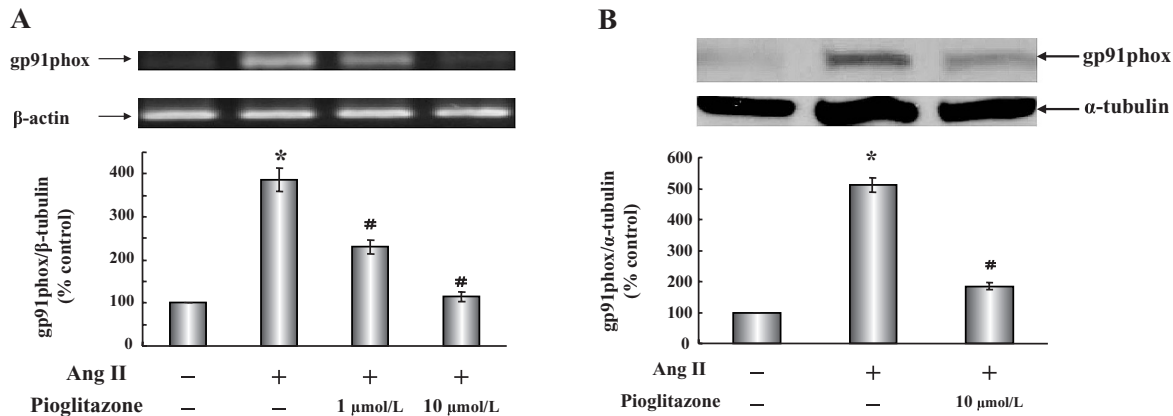 A
gp91phox
β-actin
gp91phox/β-tubulin
(% control)
400
300
200
100
0
*
#
#
Ang II − + + +
Pioglitazone − − 1 μmol/L 10 μmol/L
B
gp91phox
α-tubulin
gp91phox/α-tubulin
(% control)
600
500
400
300
200
100
0
*
#
Ang II − + +
Pioglitazone − − 10 μmol/L